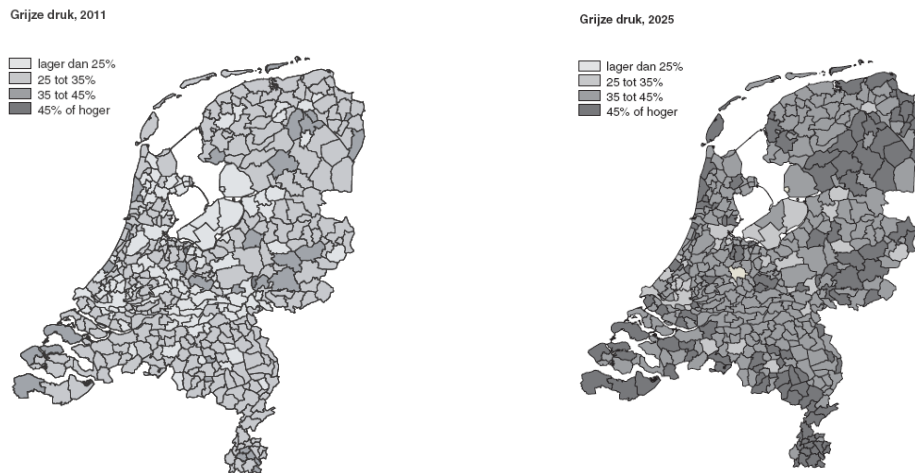 Grijze druk, 2011
lager dan 25%
25 tot 35%
35 tot 45%
45% of hoger
Grijze druk, 2025
lager dan 25%
25 tot 35%
35 tot 45%
45% of hoger